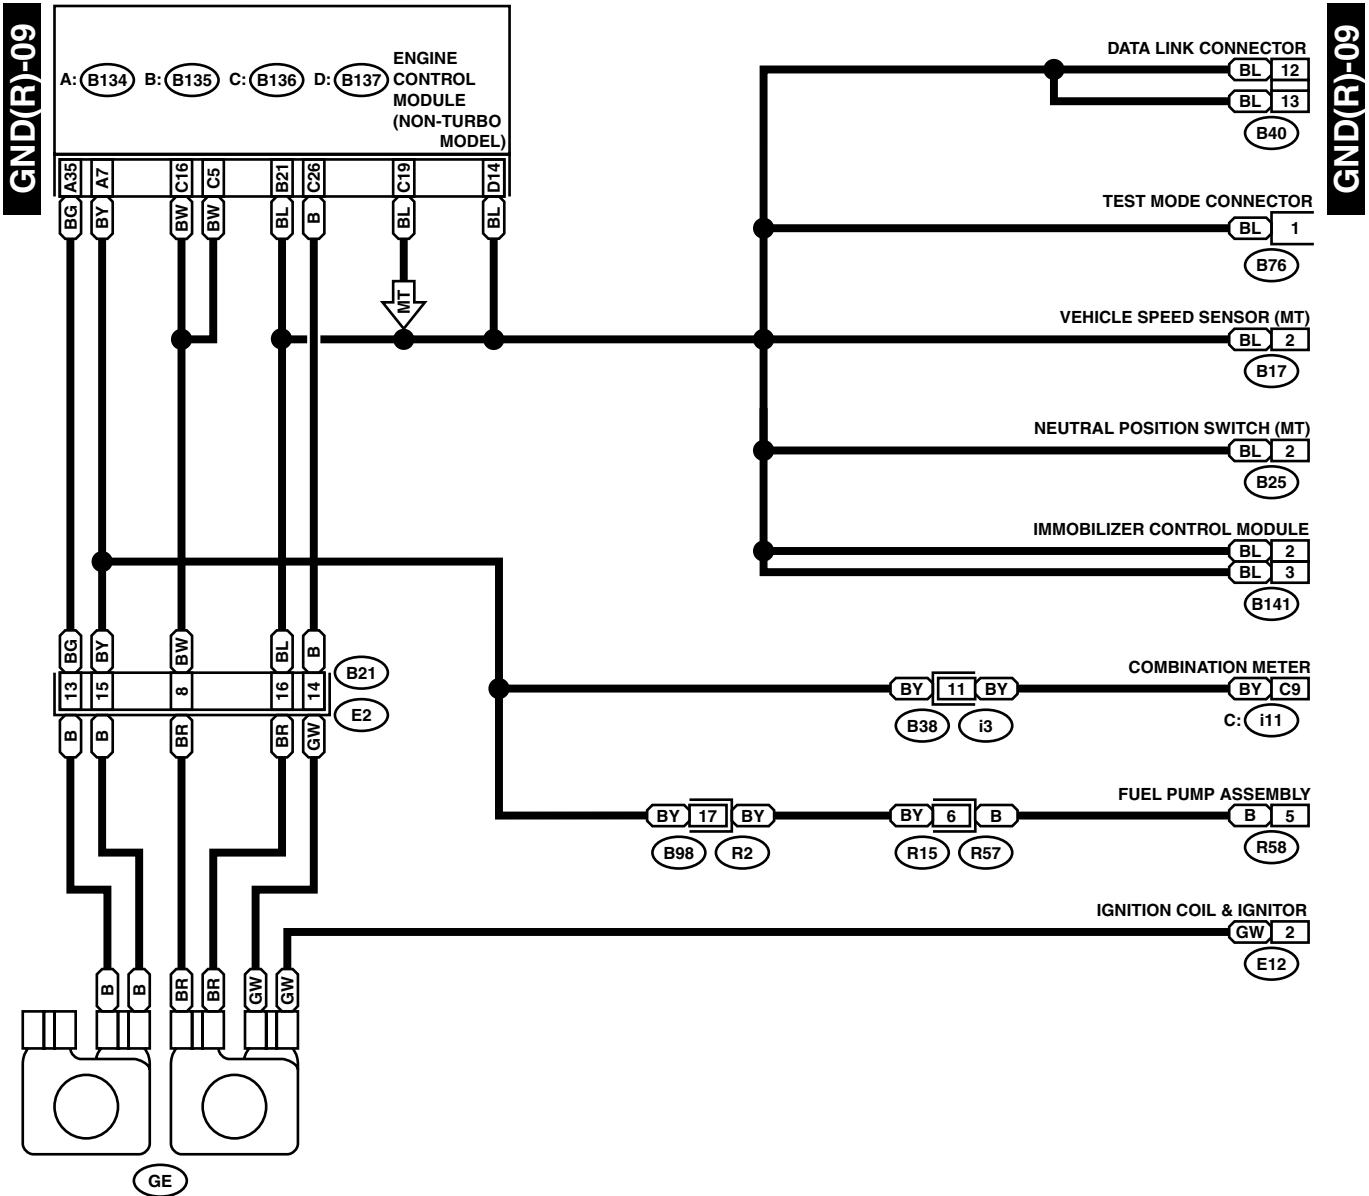 GND(R)-09
GND(R)-09
A: B134 B: B135 C: B136 D: B137
ENGINE
CONTROL
MODULE
(NON-TURBO
MODEL)
A35 A7 C16 C5 B21 C26 C19 D14
BG BY BW BW BL B BL BL
MT
DATA LINK CONNECTOR
BL 12
BL 13
B40
TEST MODE CONNECTOR
BL 1
B76
VEHICLE SPEED SENSOR (MT)
BL 2
B17
NEUTRAL POSITION SWITCH (MT)
BL 2
B25
IMMOBILIZER CONTROL MODULE
BL 2
BL 3
B141
BG BY BW BL B
13 15 8 16 14
B21
E2
B B BR BR GW
COMBINATION METER
BY 11 BY BY C9
B38 i3 C: i11
FUEL PUMP ASSEMBLY
BY 17 BY BY 6 B B 5
B98 R2 R15 R57 R58
IGNITION COIL & IGNITOR
GW 2
E12
B B BR BR GW GW
GE